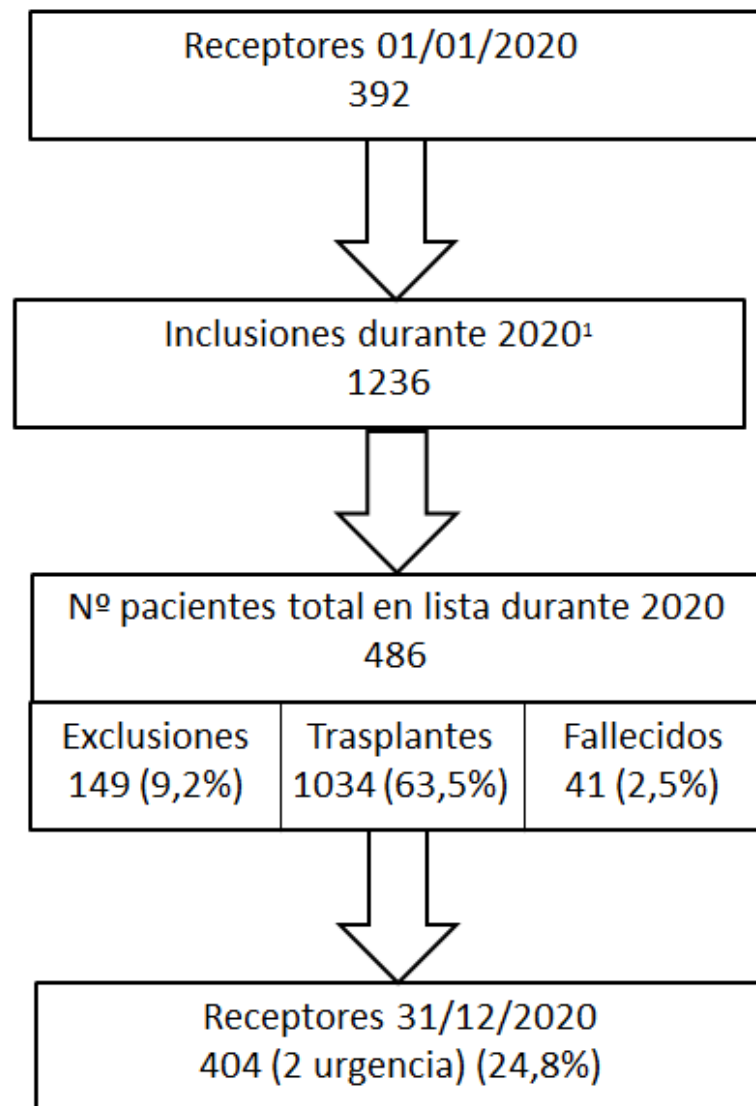 Receptores 01/01/2020
392
Inclusiones durante 2020¹
1236
Nº pacientes total en lista durante 2020
486
Exclusiones
149 (9,2%)
Trasplantes
1034 (63,5%)
Fallecidos
41 (2,5%)
Receptores 31/12/2020
404 (2 urgencia) (24,8%)